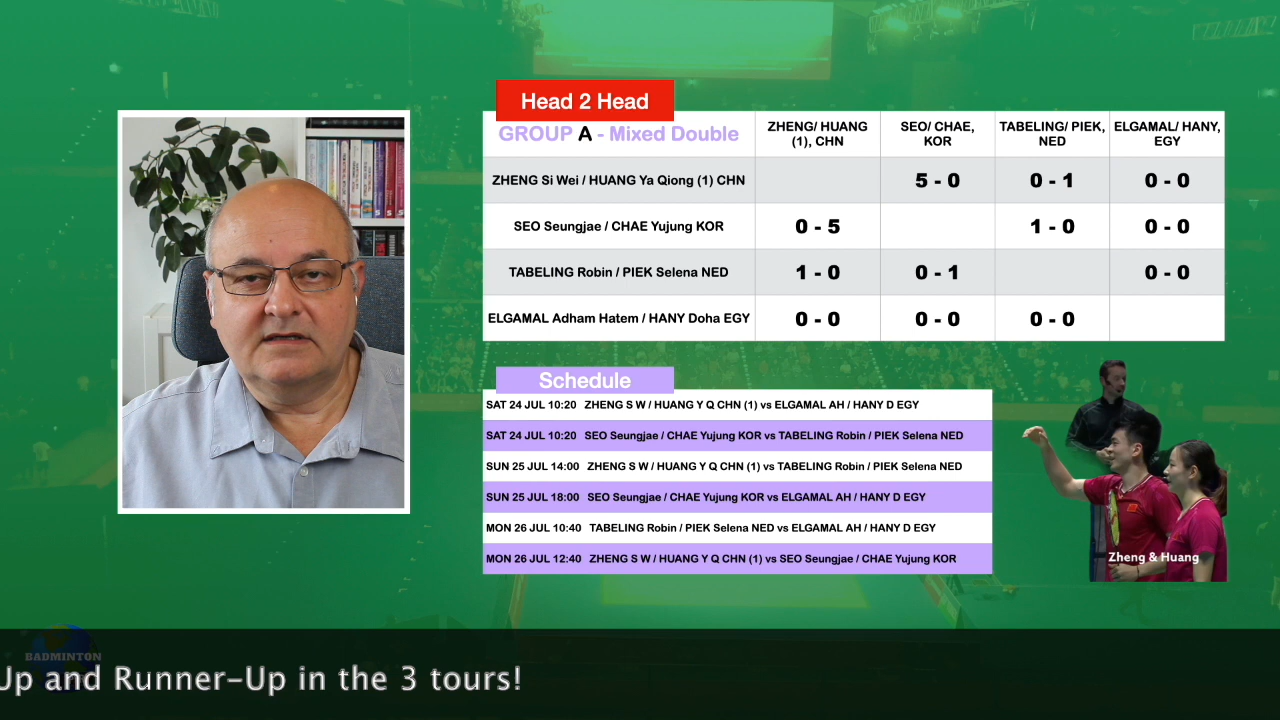 Head 2 Head
GROUP A - Mixed Double
ZHENG/ HUANG (1), CHN
SEO/ CHAE, KOR
TABELING/ PIEK, NED
ELGAMAL/ HANY, EGY
ZHENG Si Wei / HUANG Ya Qiong (1) CHN 5 - 0 0 - 1 0 - 0
SEO Seungjae / CHAE Yujung KOR 0 - 5 1 - 0 0 - 0
TABELING Robin / PIEK Selena NED 1 - 0 0 - 1 0 - 0
ELGAMAL Adham Hatem / HANY Doha EGY 0 - 0 0 - 0 0 - 0
Schedule
SAT 24 JUL 10:20 ZHENG S W / HUANG Y Q CHN (1) vs ELGAMAL AH / HANY D EGY
SAT 24 JUL 10:20 SEO Seungjae / CHAE Yujung KOR vs TABELING Robin / PIEK Selena NED
SUN 25 JUL 14:00 ZHENG S W / HUANG Y Q CHN (1) vs TABELING Robin / PIEK Selena NED
SUN 25 JUL 18:00 SEO Seungjae / CHAE Yujung KOR vs ELGAMAL AH / HANY D EGY
MON 26 JUL 10:40 TABELING Robin / PIEK Selena NED vs ELGAMAL AH / HANY D EGY
MON 26 JUL 12:40 ZHENG S W / HUANG Y Q CHN (1) vs SEO Seungjae / CHAE Yujung KOR
Zheng & Huang
BADMINTON
Up and Runner-Up in the 3 tours!